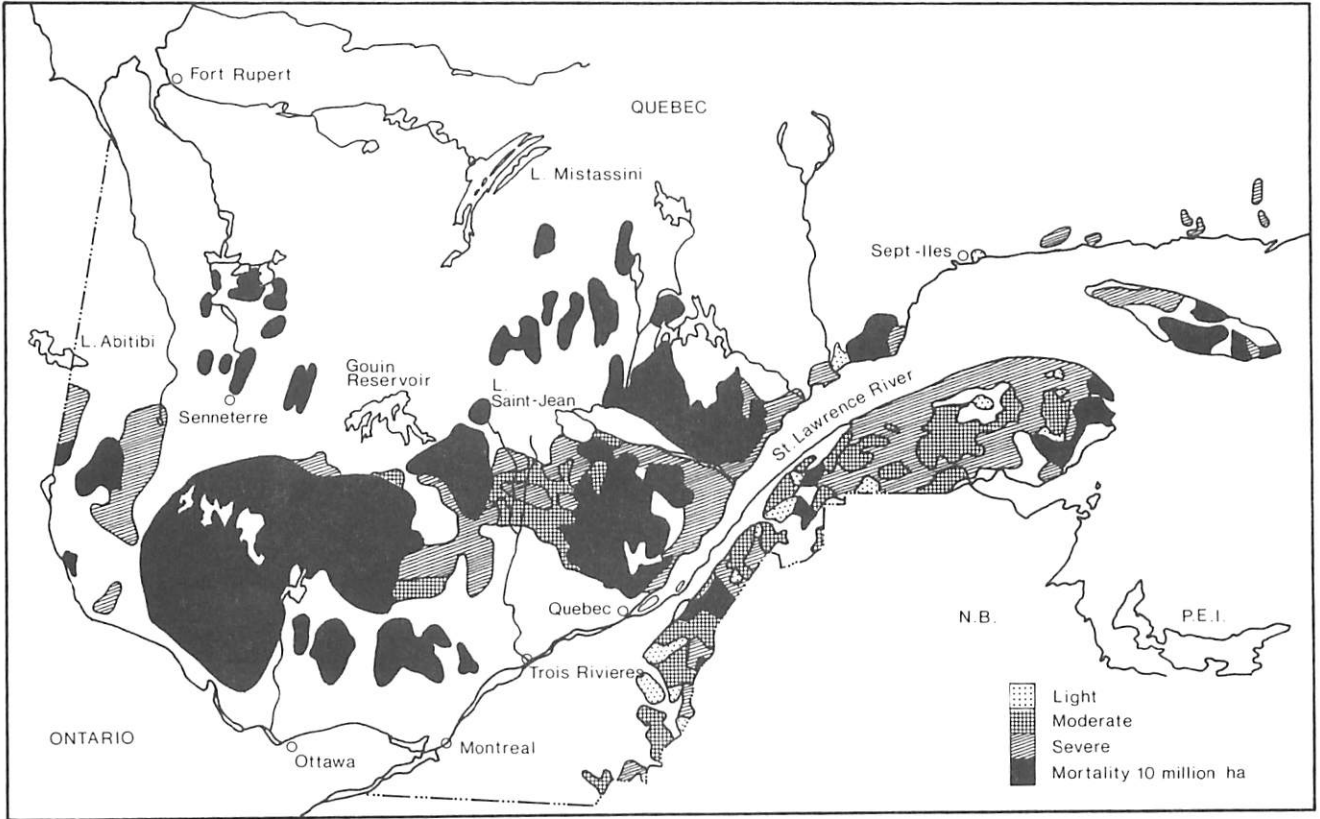 Fort Rupert
QUEBEC
L. Mistassini
Sept-Iles
L. Abitibi
Gouin
Reservoir
L.
Saint-Jean
Senneterre
St. Lawrence River
Quebec
N.B.
P.E.I.
Trois Rivieres
ONTARIO
Ottawa
Montreal
Light
Moderate
Severe
Mortality 10 million ha